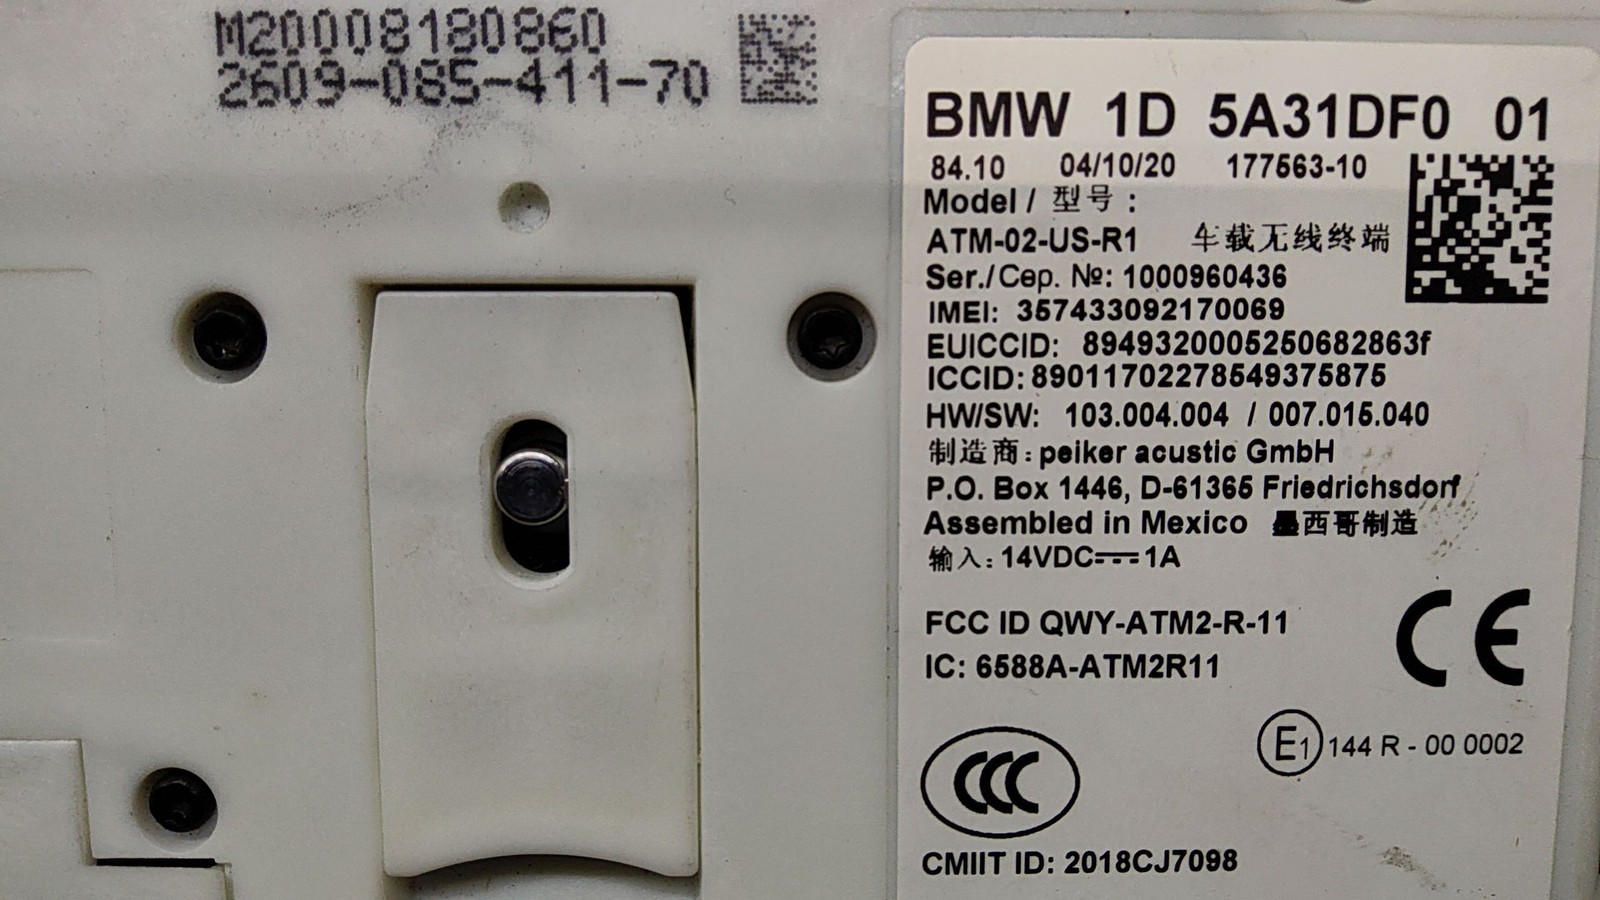 M20008180860
2609-085-411-70
BMW 1D 5A31DF0 01
84.10 04/10/20 177563-10
Model / 型号 :
ATM-02-US-R1 车载无线终端
Ser./Сер. №: 1000960436
IMEI: 357433092170069
EUICCID: 8949320005250682863f
ICCID: 89011702278549375875
HW/SW: 103.004.004 / 007.015.040
制造商: peiker acustic GmbH
P.O. Box 1446, D-61365 Friedrichsdorf
Assembled in Mexico 墨西哥制造
输入: 14VDC⎓1A
FCC ID QWY-ATM2-R-11
IC: 6588A-ATM2R11
CE
E1 144 R - 00 0002
CCC
CMIIT ID: 2018CJ7098